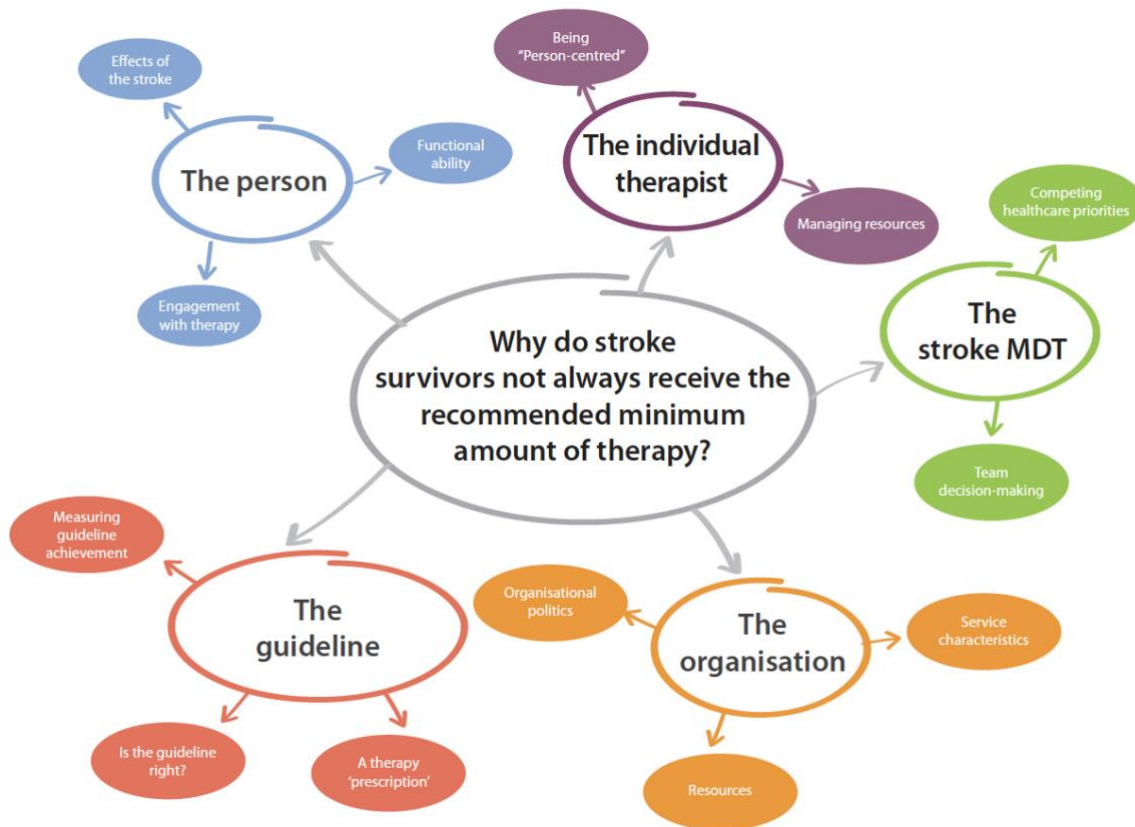 Being
"Person-centred"
Effects of
the stroke
The person
Functional
ability
Engagement
with therapy
The individual
therapist
Managing resources
Competing
healthcare priorities
The
stroke MDT
Team
decision-making
Why do stroke
survivors not always receive the
recommended minimum
amount of therapy?
Measuring
guideline
achievement
The
guideline
Is the guideline
right?
A therapy
‘prescription’
Organisational
politics
The
organisation
Service
characteristics
Resources